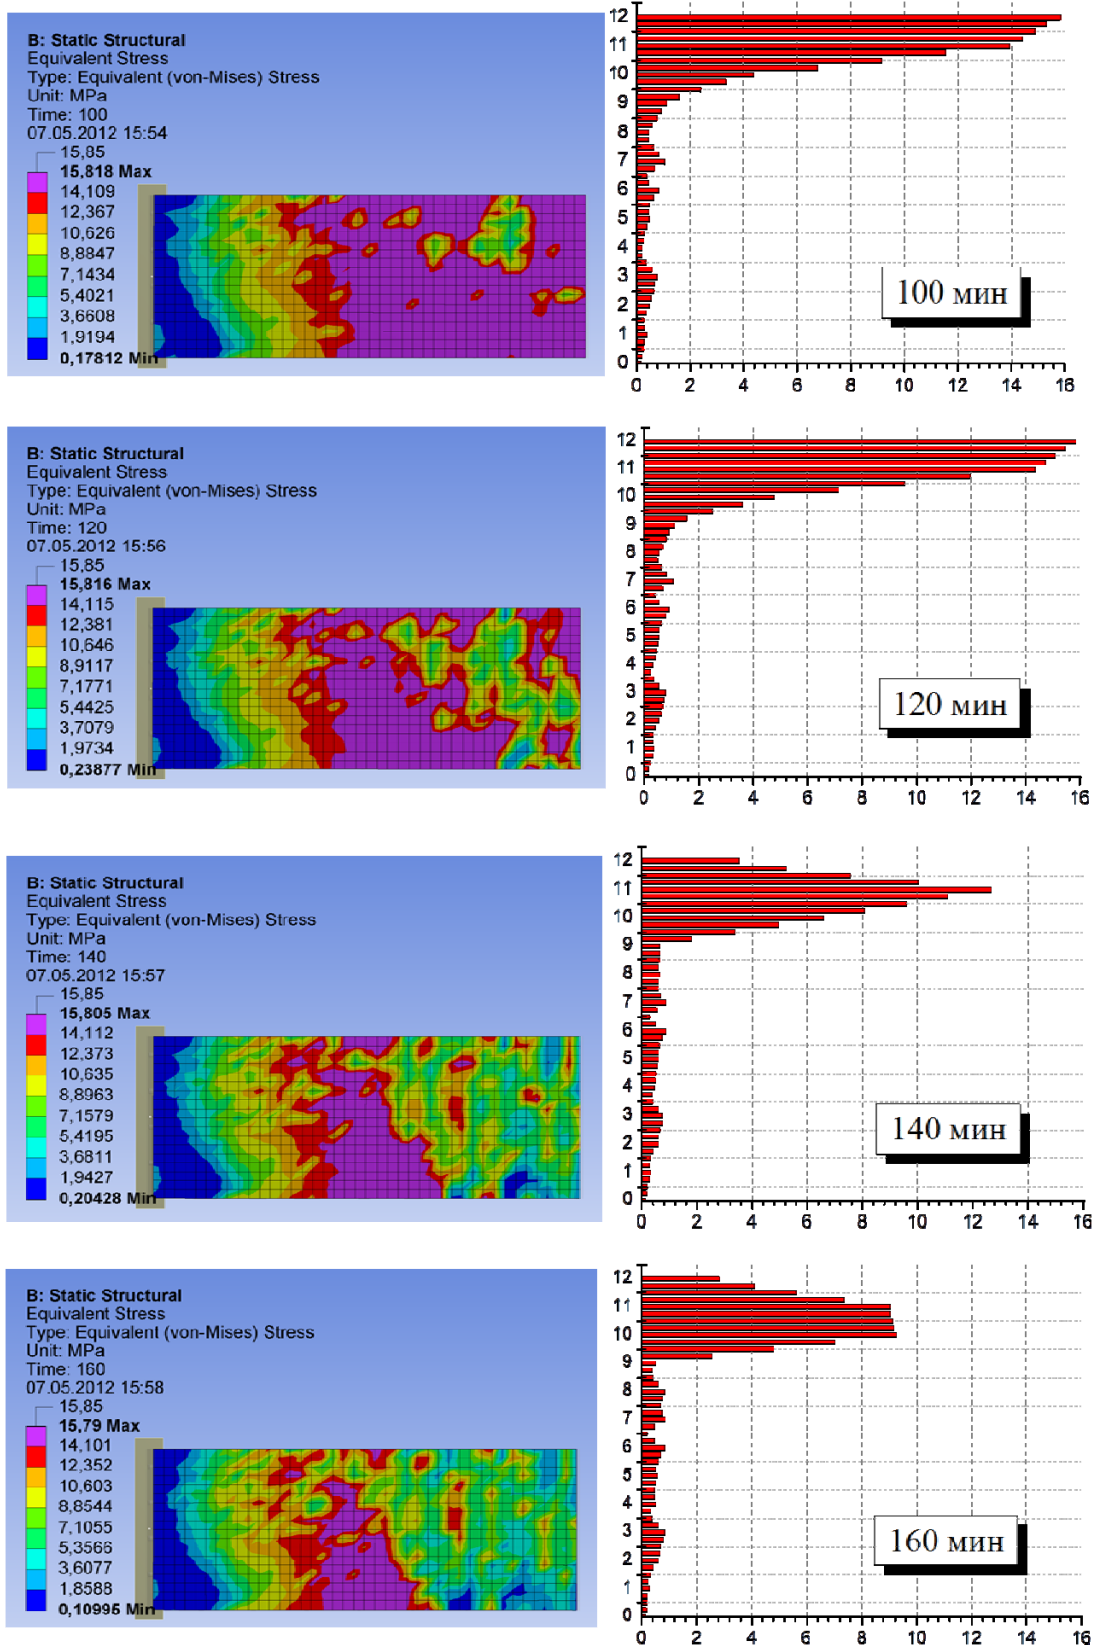 B: Static Structural
Equivalent Stress
Type: Equivalent (von-Mises) Stress
Unit: MPa
Time: 100
07.05.2012 15:54
15,85
15,818 Max
14,109
12,367
10,626
8,8847
7,1434
5,4021
3,6608
1,9194
0,17812 Min
12
11
10
9
8
7
6
5
4
3
2
1
0
0 2 4 6 8 10 12 14 16
100 мин
B: Static Structural
Equivalent Stress
Type: Equivalent (von-Mises) Stress
Unit: MPa
Time: 120
07.05.2012 15:56
15,85
15,816 Max
14,115
12,381
10,646
8,9117
7,1771
5,4425
3,7079
1,9734
0,23877 Min
12
11
10
9
8
7
6
5
4
3
2
1
0
0 2 4 6 8 10 12 14 16
120 мин
B: Static Structural
Equivalent Stress
Type: Equivalent (von-Mises) Stress
Unit: MPa
Time: 140
07.05.2012 15:57
15,85
15,805 Max
14,112
12,373
10,635
8,8963
7,1579
5,4195
3,6811
1,9427
0,20428 Min
12
11
10
9
8
7
6
5
4
3
2
1
0
0 2 4 6 8 10 12 14 16
140 мин
B: Static Structural
Equivalent Stress
Type: Equivalent (von-Mises) Stress
Unit: MPa
Time: 160
07.05.2012 15:58
15,85
15,79 Max
14,101
12,352
10,603
8,8544
7,1055
5,3566
3,6077
1,8588
0,10995 Min
12
11
10
9
8
7
6
5
4
3
2
1
0
0 2 4 6 8 10 12 14 16
160 мин